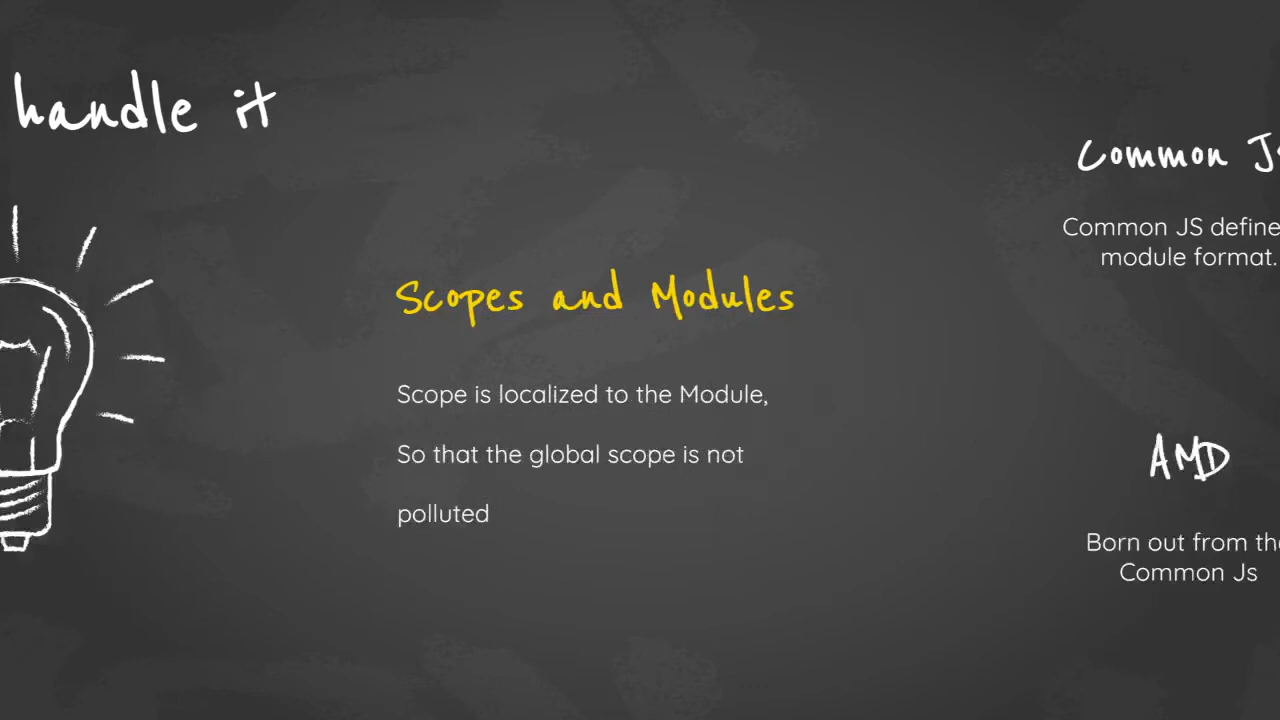 handle it
Scopes and Modules
Scope is localized to the Module,
So that the global scope is not
polluted
Common
Common JS define
module format.
AMD
Born out from
Common Js